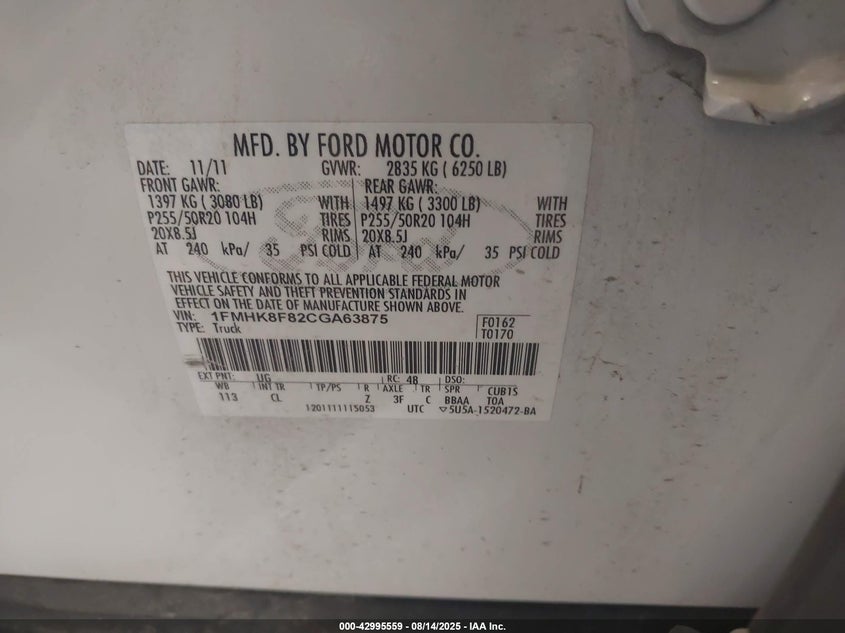 MFD. BY FORD MOTOR CO.
DATE: 11/11 GVWR: 2835 KG ( 6250 LB)
FRONT GAWR: REAR GAWR:
1397 KG ( 3080 LB) WITH 1497 KG ( 3300 LB) WITH
P255/50R20 104H TIRES P255/50R20 104H TIRES
20X8.5J RIMS 20X8.5J RIMS
AT 240 kPa/ 35 PSI COLD AT 240 kPa/ 35 PSI COLD
THIS VEHICLE CONFORMS TO ALL APPLICABLE FEDERAL MOTOR
VEHICLE SAFETY AND THEFT PREVENTION STANDARDS IN
EFFECT ON THE DATE OF MANUFACTURE SHOWN ABOVE.
VIN: 1FMHK8F82CGA63875 F0162
TYPE: Truck T0170
EXT PNT: UG RC: 48 DSO:
WB INT TR TP/PS R AXLE TR SPR CUB1S
113 CL Z 3F C BBAA TOA
1201111115053 UTC ▽5U5A-1520472-BA
000-42995559 - 08/14/2025 - IAA Inc.